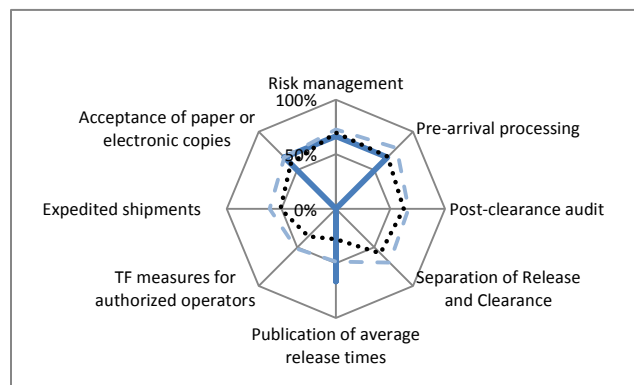 Risk management
100%
Acceptance of paper or
electronic copies
Pre-arrival processing
50%
Expedited shipments
0%
Post-clearance audit
TF measures for
authorized operators
Separation of Release
and Clearance
Publication of average
release times